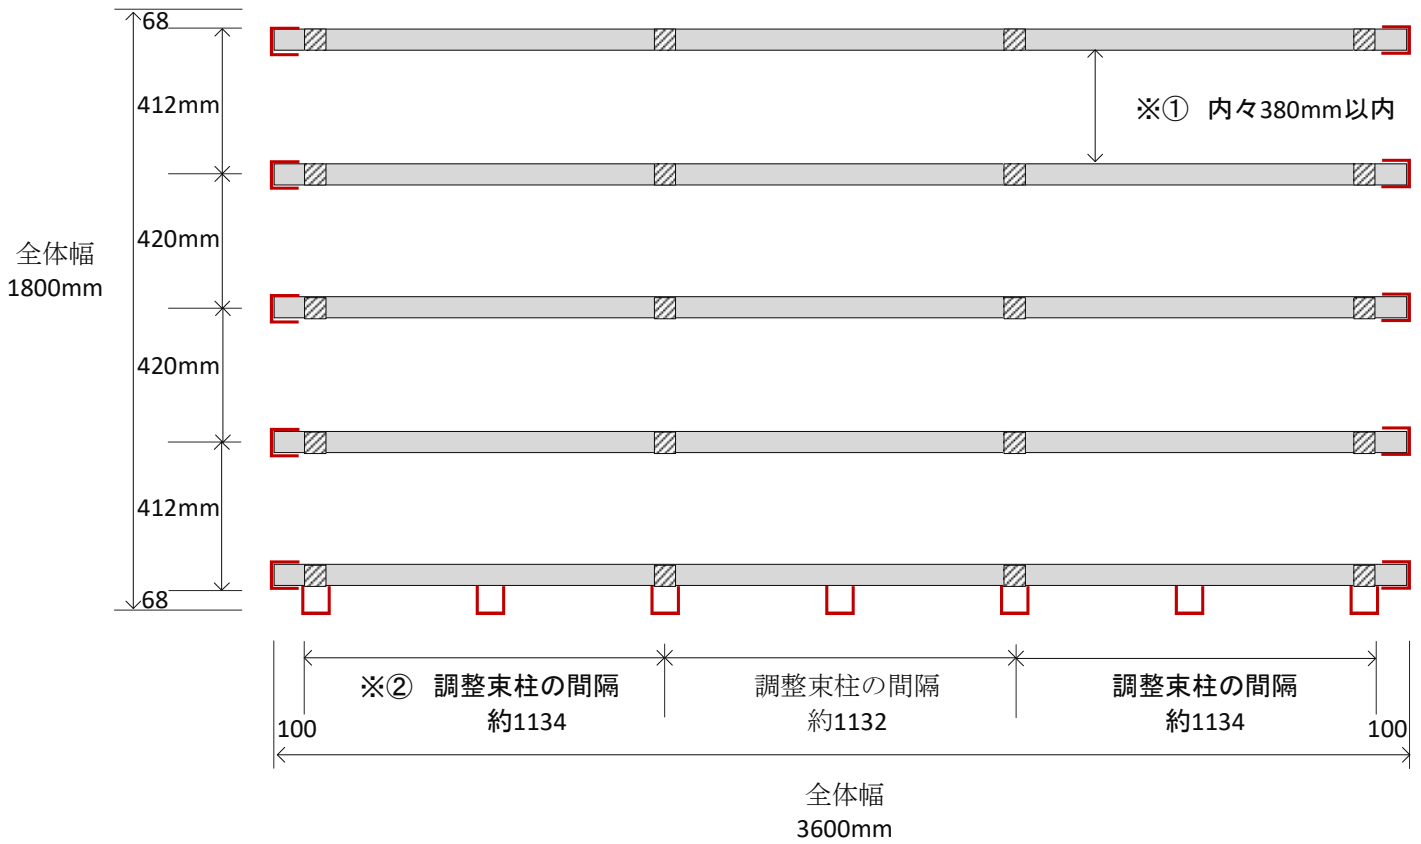 68
412mm
※① 内々380mm以内
420mm
全体幅
1800mm
420mm
412mm
68
※② 調整束柱の間隔
約1134
調整束柱の間隔
約1132
調整束柱の間隔
約1134
100
100
全体幅
3600mm